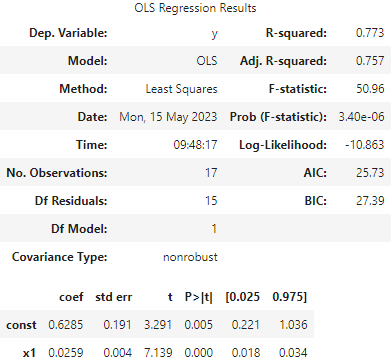 OLS Regression Results
Dep. Variable: y R-squared: 0.773
Model: OLS Adj. R-squared: 0.757
Method: Least Squares F-statistic: 50.96
Date: Mon, 15 May 2023 Prob (F-statistic): 3.40e-06
Time: 09:48:17 Log-Likelihood: -10.863
No. Observations: 17 AIC: 25.73
Df Residuals: 15 BIC: 27.39
Df Model: 1
Covariance Type: nonrobust
coef std err t P>|t| [0.025 0.975]
const 0.6285 0.191 3.291 0.005 0.221 1.036
x1 0.0259 0.004 7.139 0.000 0.018 0.034